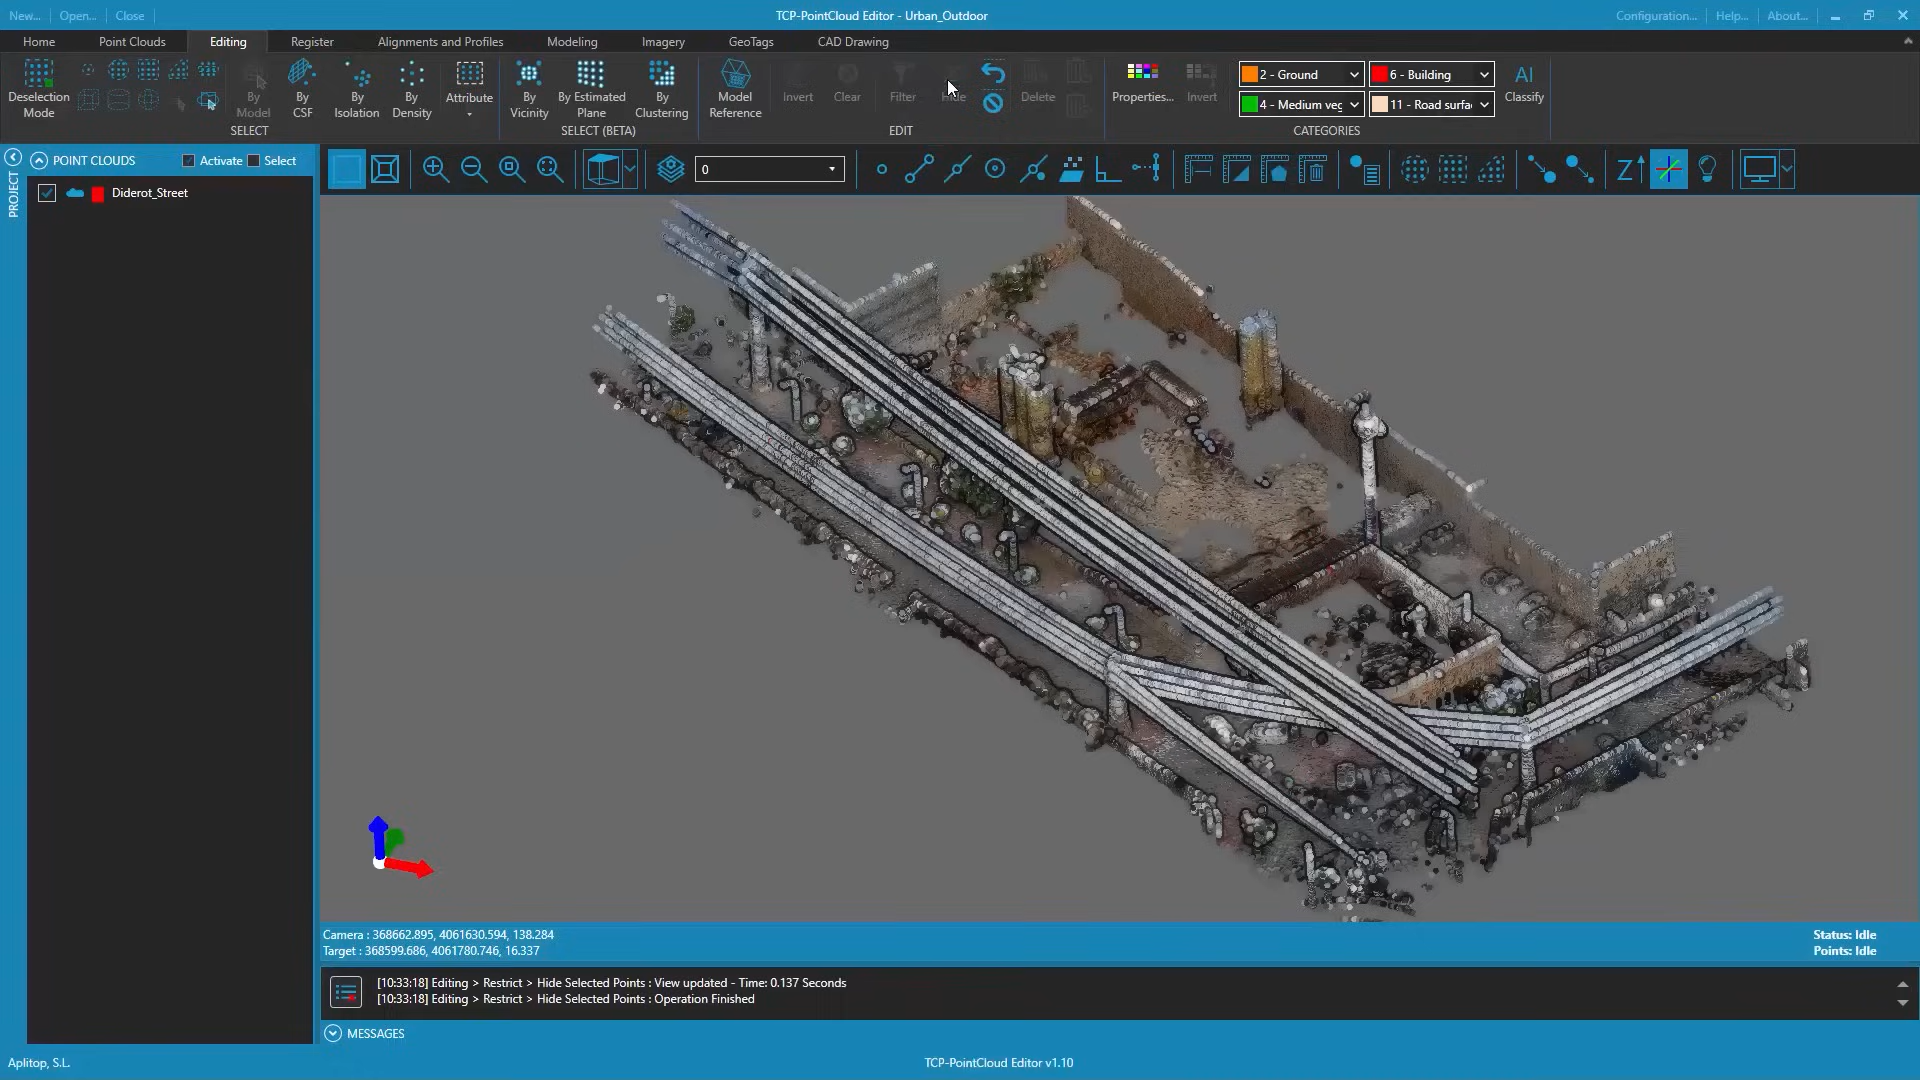 New... Open... Close
TCP-PointCloud Editor - Urban_Outdoor
Configuration... Help... About...
Home Point Clouds Editing Register Alignments and Profiles Modeling Imagery GeoTags CAD Drawing
Deselection Mode
By Model
By CSF
By Isolation
By Density
Attribute
SELECT
By Vicinity
By Estimated Plane
By Clustering
SELECT (BETA)
Model Reference
Invert
Clear
Filter
Hide
Delete
EDIT
Properties...
Invert
2 - Ground
6 - Building
4 - Medium veg
11 - Road surfa
AI
Classify
CATEGORIES
PROJECT
POINT CLOUDS Activate Select
Diderot_Street
0
Z
Camera : 368662.895, 4061630.594, 138.284
Target : 368599.686, 4061780.746, 16.337
Status: Idle
Points: Idle
[10:33:18] Editing > Restrict > Hide Selected Points : View updated - Time: 0.137 Seconds
[10:33:18] Editing > Restrict > Hide Selected Points : Operation Finished
MESSAGES
Aplitop, S.L.
TCP-PointCloud Editor v1.10